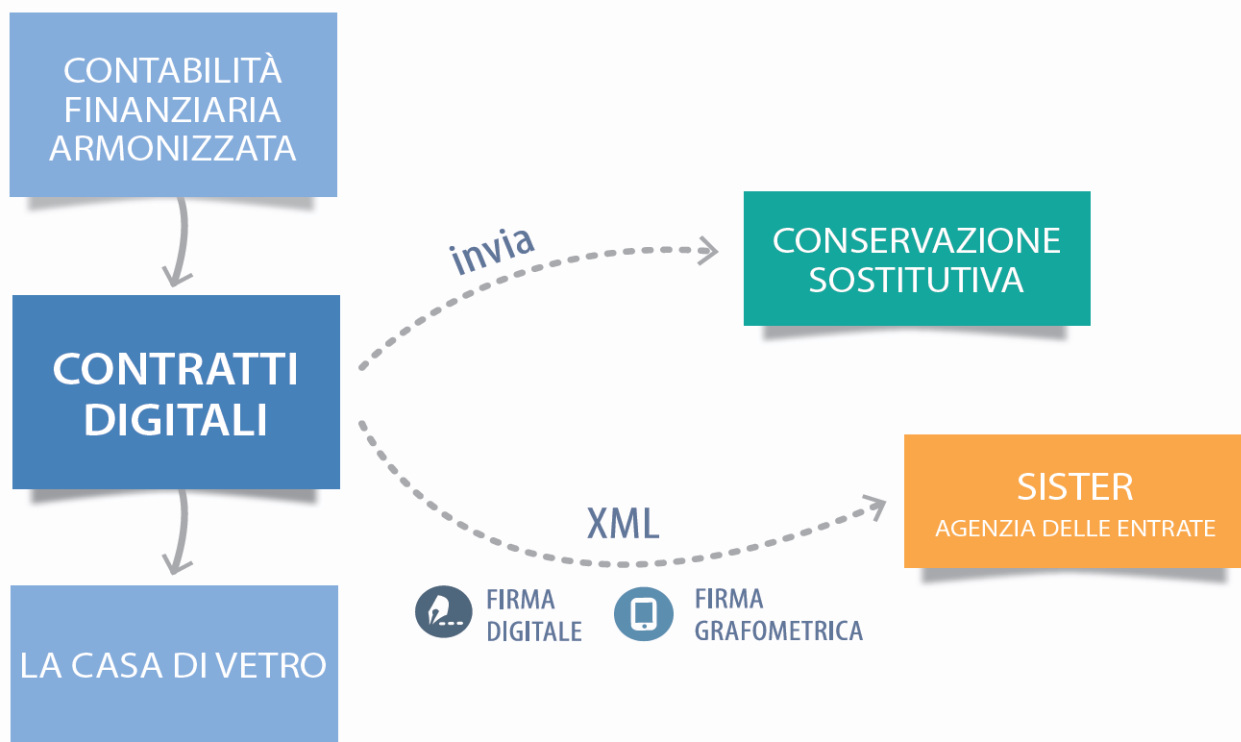 CONTABILITÀ
FINANZIARIA
ARMONIZZATA
invia
CONSERVAZIONE
SOSTITUTIVA
CONTRATTI
DIGITALI
SISTER
AGENZIA DELLE ENTRATE
XML
FIRMA
DIGITALE
FIRMA
GRAFOMETRICA
LA CASA DI VETRO